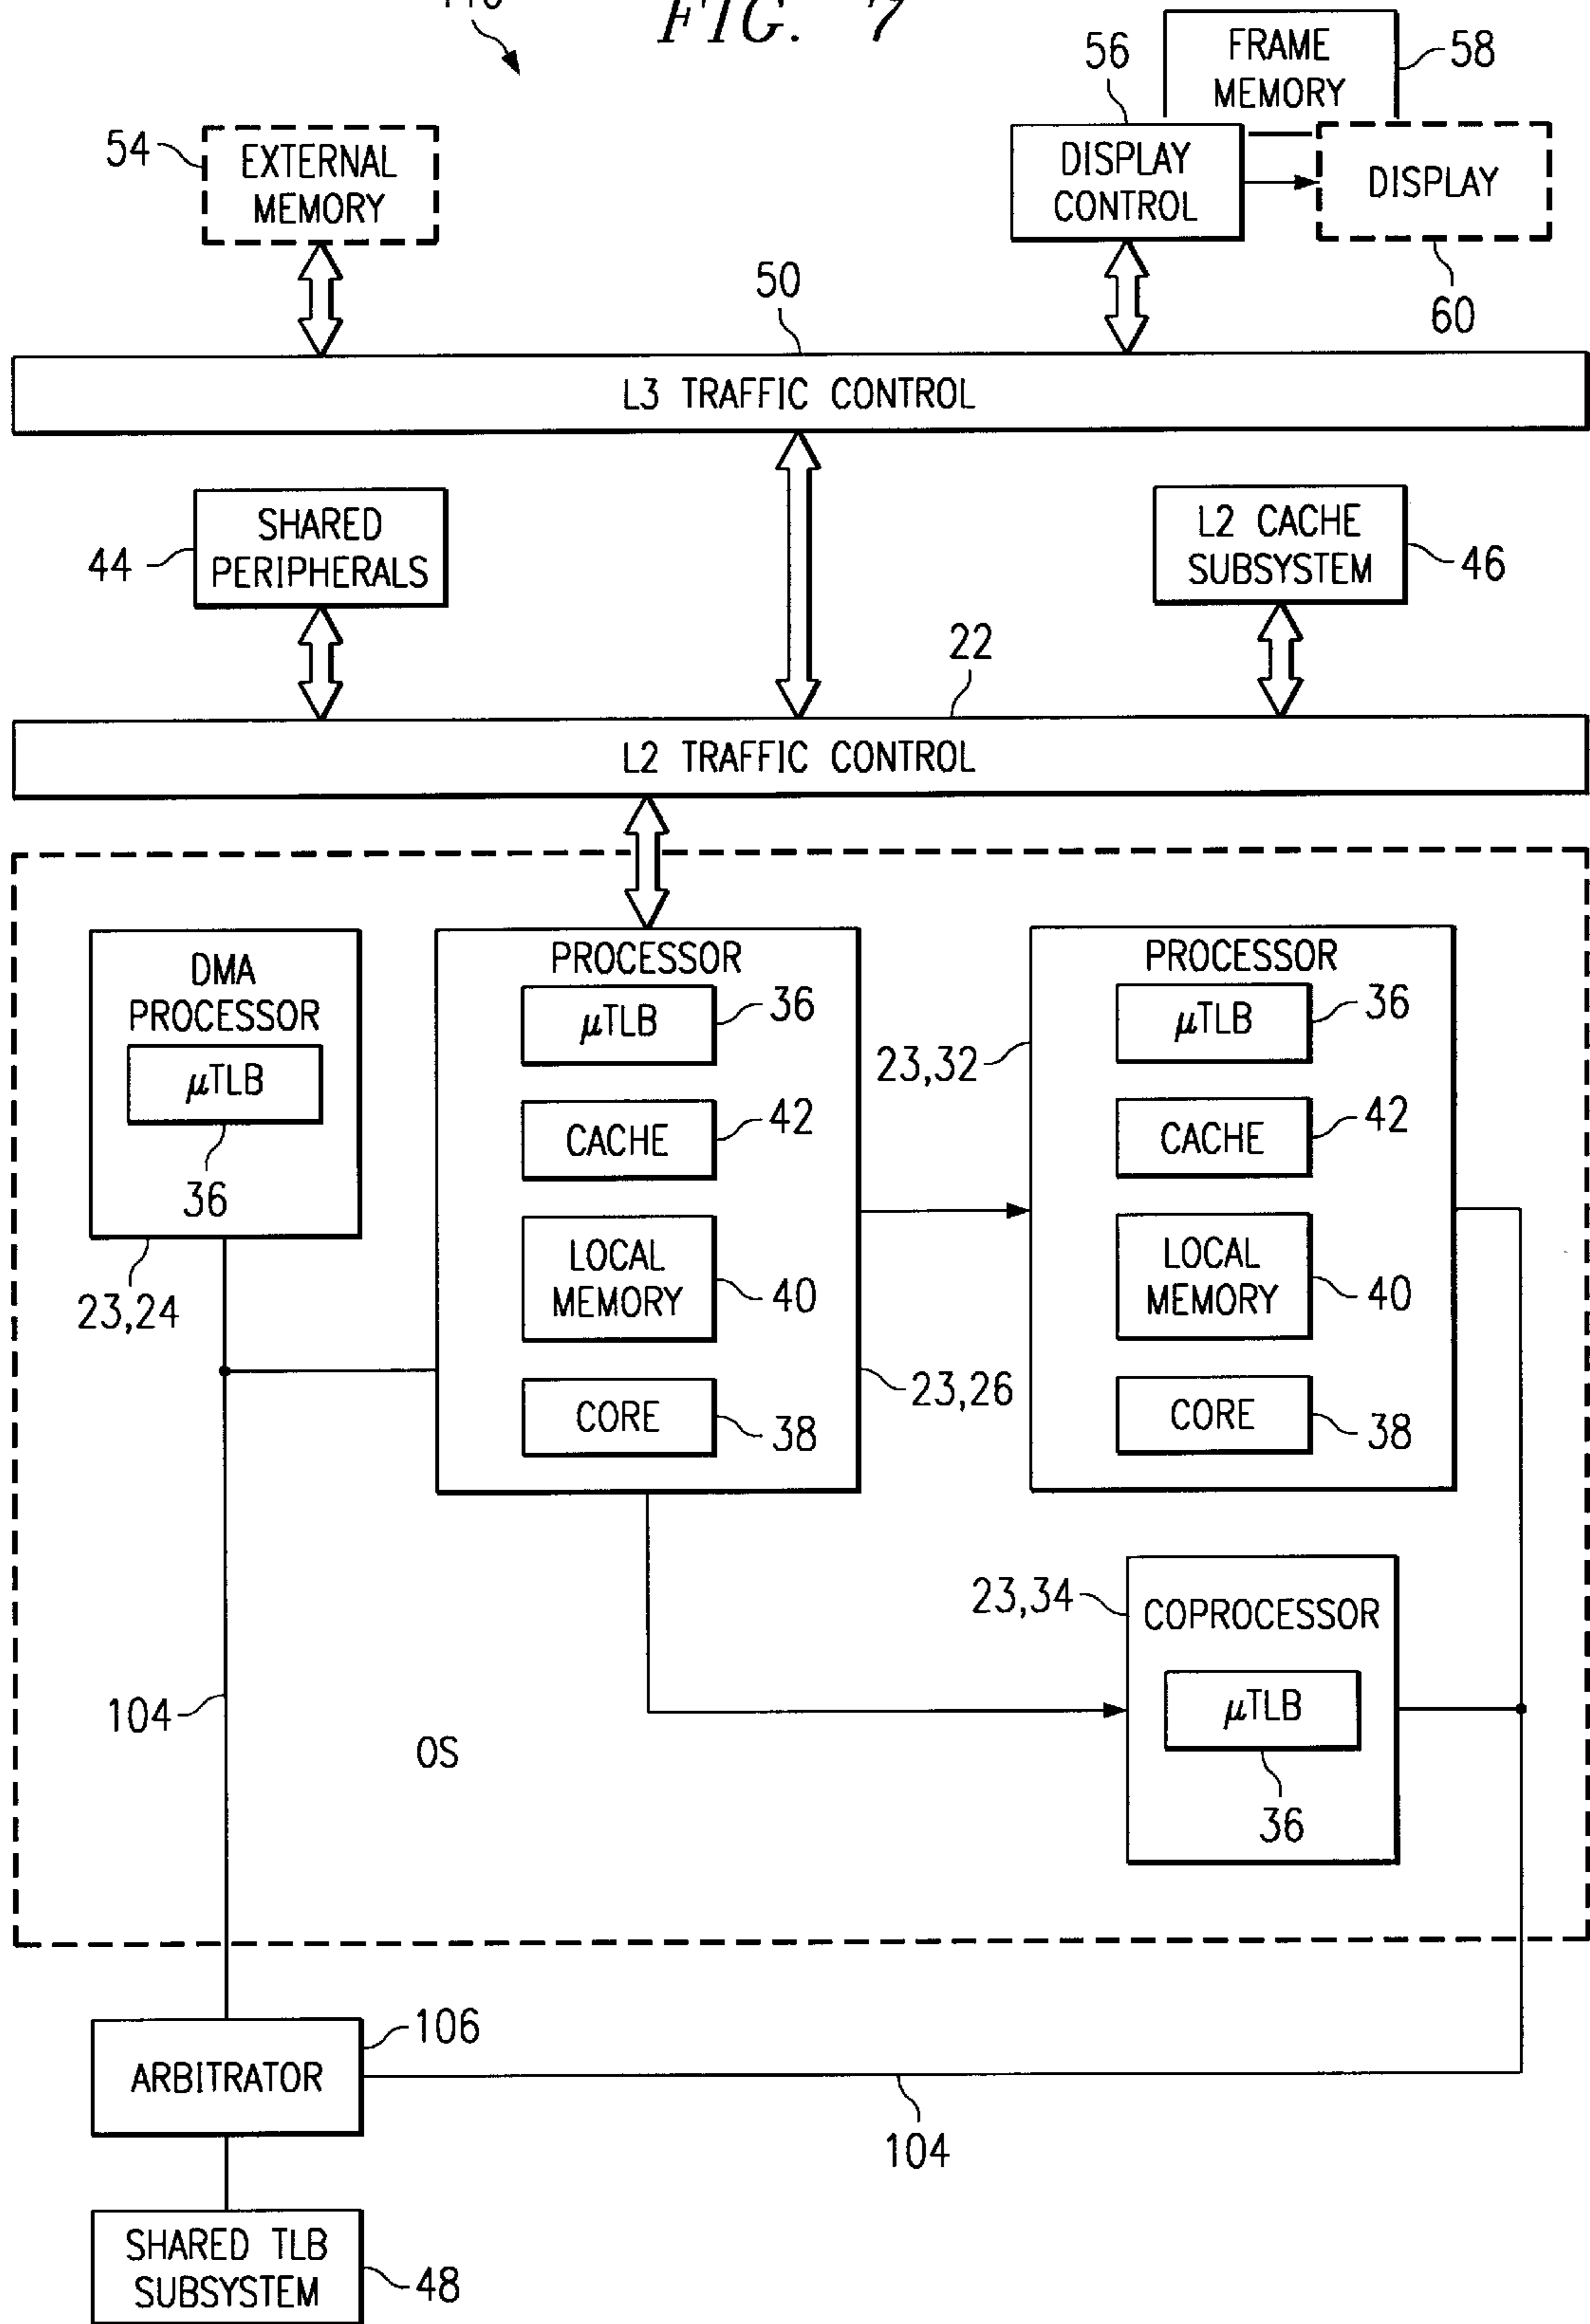 FIG. 7
56
FRAME
MEMORY
58
54
EXTERNAL
MEMORY
DISPLAY
CONTROL
DISPLAY
60
50
L3 TRAFFIC CONTROL
SHARED
PERIPHERALS
44
L2 CACHE
SUBSYSTEM
46
22
L2 TRAFFIC CONTROL
DMA
PROCESSOR
μTLB
36
23,24
PROCESSOR
μTLB
36
CACHE
42
LOCAL
MEMORY
40
CORE
38
23,26
PROCESSOR
23,32
μTLB
36
CACHE
42
LOCAL
MEMORY
40
CORE
38
23,34
COPROCESSOR
μTLB
36
104
OS
ARBITRATOR
106
104
SHARED TLB
SUBSYSTEM
48